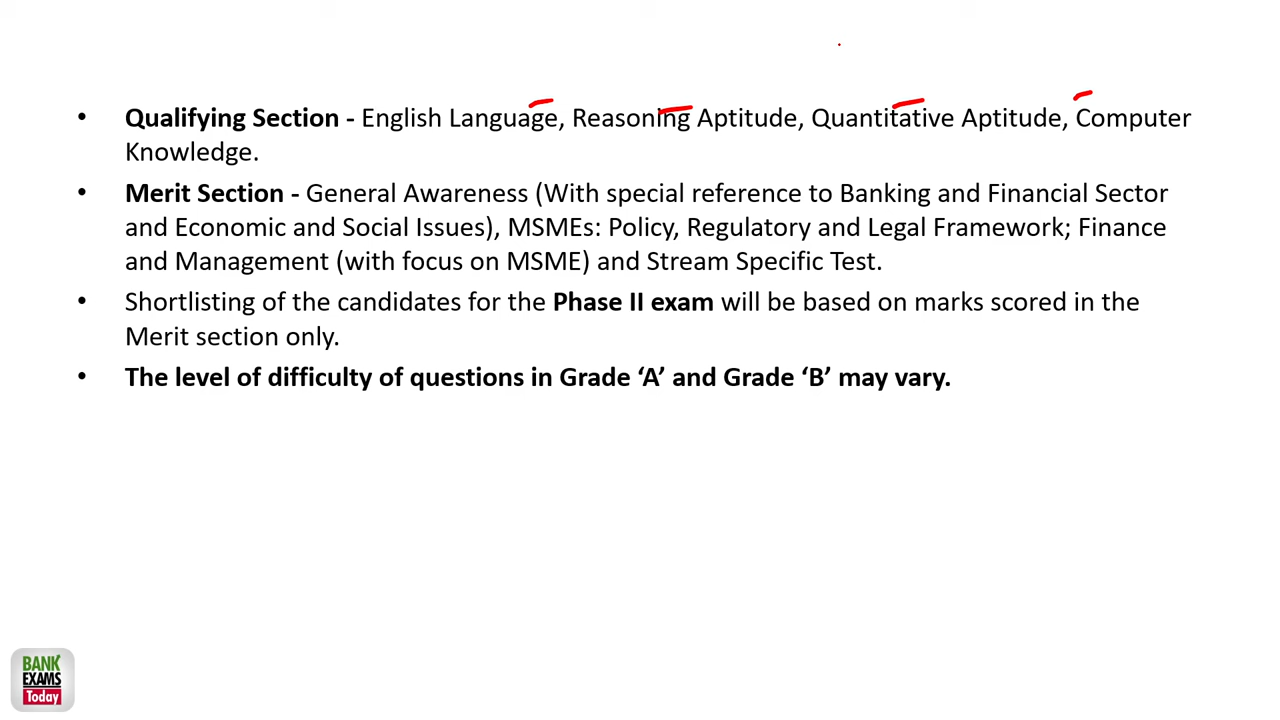 • Qualifying Section - English Language, Reasoning Aptitude, Quantitative Aptitude, Computer
Knowledge.
• Merit Section - General Awareness (With special reference to Banking and Financial Sector
and Economic and Social Issues), MSMEs: Policy, Regulatory and Legal Framework; Finance
and Management (with focus on MSME) and Stream Specific Test.
• Shortlisting of the candidates for the Phase II exam will be based on marks scored in the
Merit section only.
• The level of difficulty of questions in Grade ‘A’ and Grade ‘B’ may vary.
BANK
EXAMS
Today